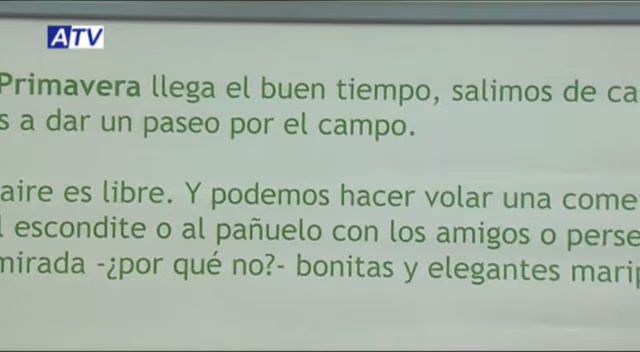 ATV
Primavera llega el buen tiempo, salimos de ca
s a dar un paseo por el campo.
aire es libre. Y podemos hacer volar una come
l escondite o al pañuelo con los amigos o perse
mirada -¿por qué no?- bonitas y elegantes marip